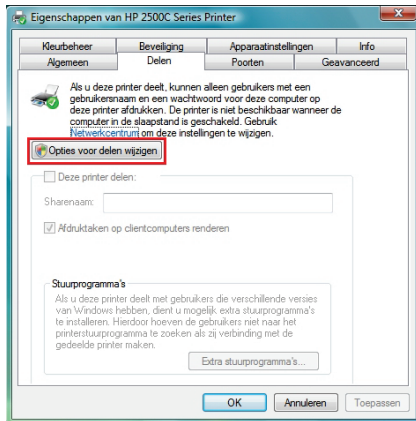 Eigenschappen van HP 2500C Series Printer
Kleurbeheer Beveiliging Apparaatinstellingen Info
Algemeen Delen Poorten Geavanceerd
Als u deze printer deelt, kunnen alleen gebruikers met een
gebruikersnaam en een wachtwoord voor deze computer op
deze printer afdrukken. De printer is niet beschikbaar wanneer de
computer in de slaapstand is geschakeld. Gebruik
Netwerkcentrum om deze instellingen te wijzigen.
Opties voor delen wijzigen
Deze printer delen:
Sharenaam:
Afdruktaken op clientcomputers renderen
Stuurprogramma's
Als u deze printer deelt met gebruikers die verschillende versies
van Windows hebben, dient u mogelijk extra stuurprogramma's
te installeren. Hierdoor hoeven de gebruikers niet naar het
printerstuurprogramma te zoeken als zij verbinding met de
gedeelde printer maken.
Extra stuurprogramma's...
OK Annuleren Toepassen